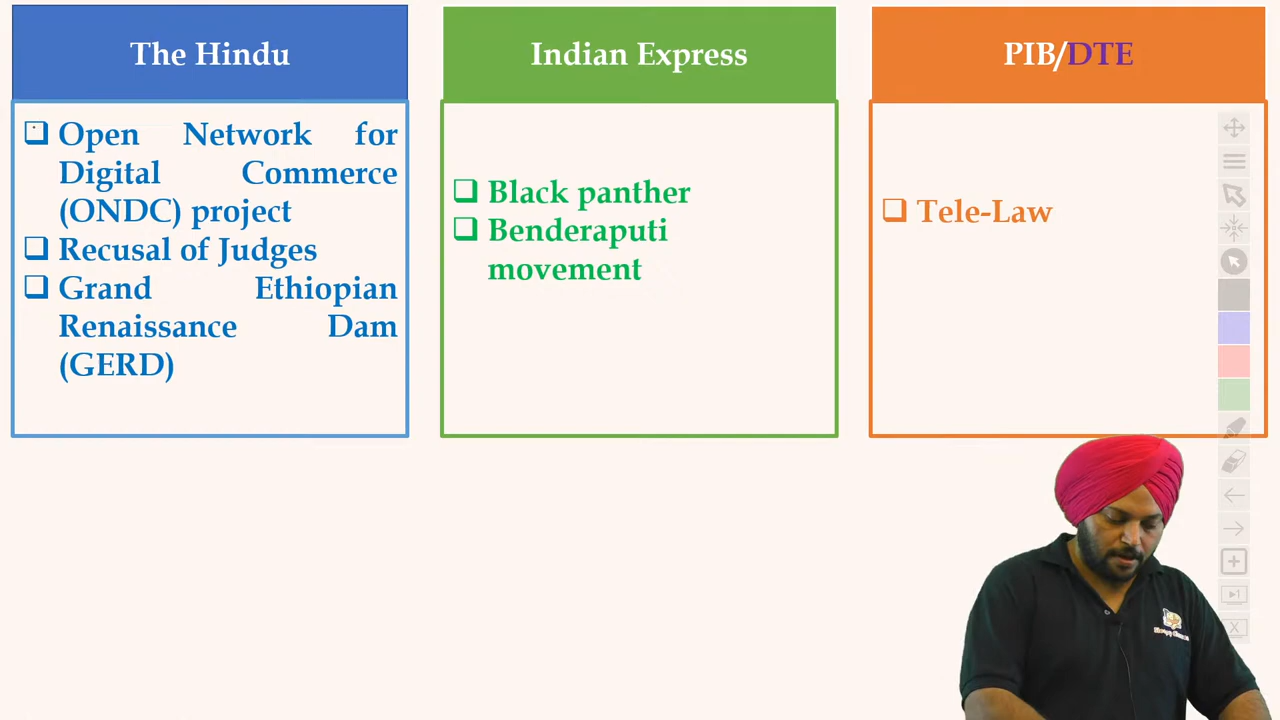 The Hindu
Open Network for
Digital Commerce
(ONDC) project
Recusal of Judges
Grand Ethiopian
Renaissance Dam
(GERD)
Indian Express
Black panther
Benderaputi
movement
PIB/DTE
Tele-Law